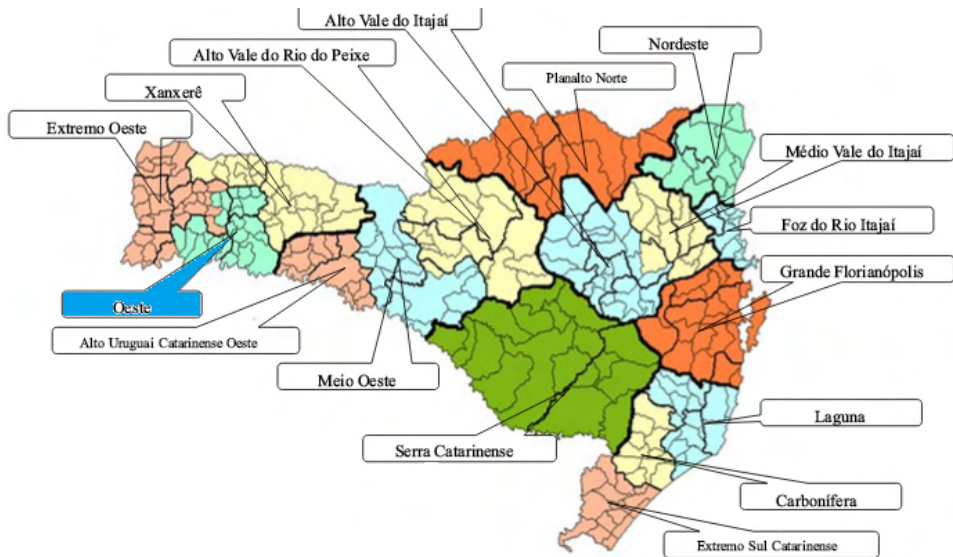 Alto Vale do Itajaí
Alto Vale do Rio do Peixe
Nordeste
Planalto Norte
Xanxerê
Extremo Oeste
Médio Vale do Itajaí
Foz do Rio Itajaí
Grande Florianópolis
Oeste
Alto Uruguai Catarinense Oeste
Meio Oeste
Laguna
Serra Catarinense
Carbonífera
Extremo Sul Catarinense